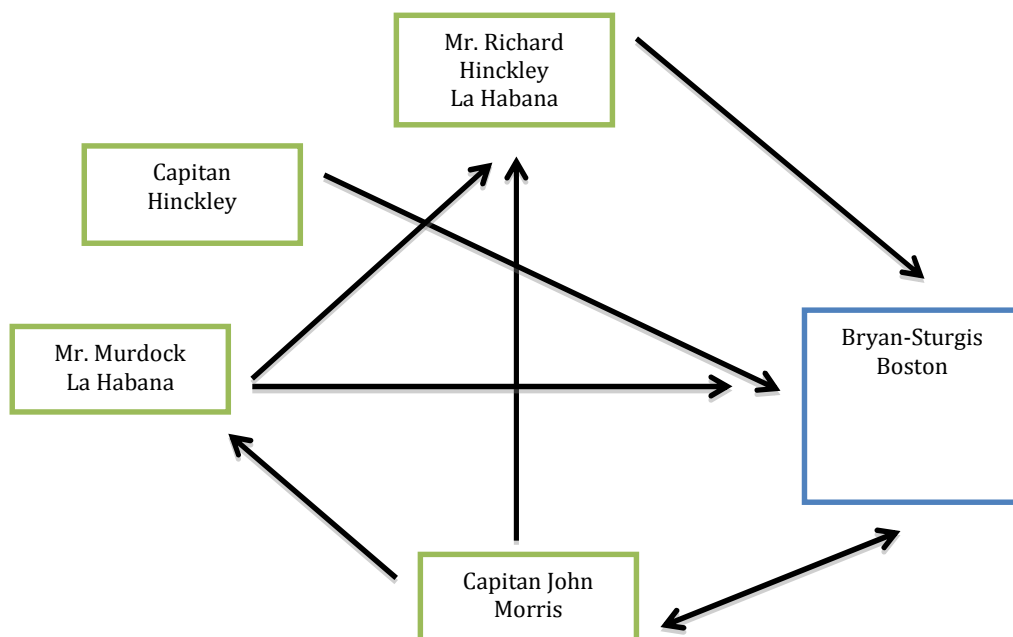 Mr. Richard
Hinckley
La Habana
Capitan
Hinckley
Bryan-Sturgis
Boston
Mr. Murdock
La Habana
Capitan John
Morris